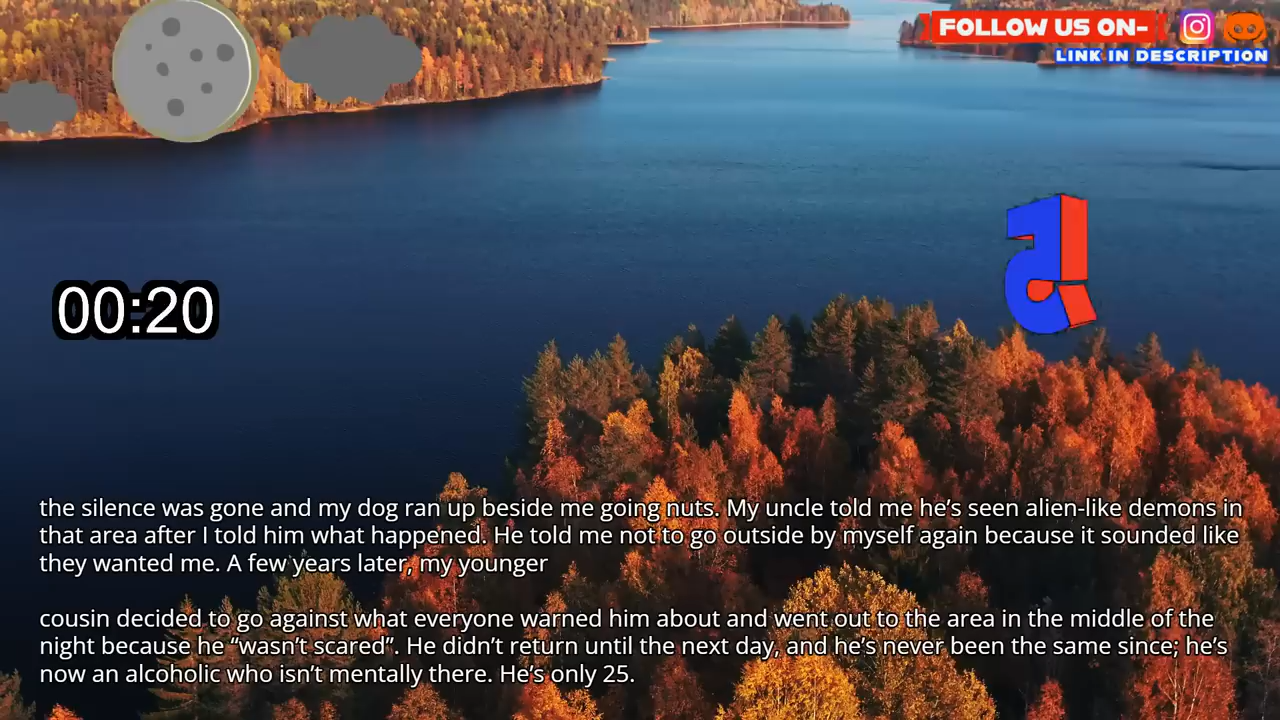 FOLLOW US ON-
LINK IN DESCRIPTION
00:20
the silence was gone and my dog ran up beside me going nuts. My uncle told me he’s seen alien-like demons in
that area after I told him what happened. He told me not to go outside by myself again because it sounded like
they wanted me. A few years later, my younger
cousin decided to go against what everyone warned him about and went out to the area in the middle of the
night because he “wasn’t scared”. He didn’t return until the next day, and he’s never been the same since; he’s
now an alcoholic who isn’t mentally there. He’s only 25.